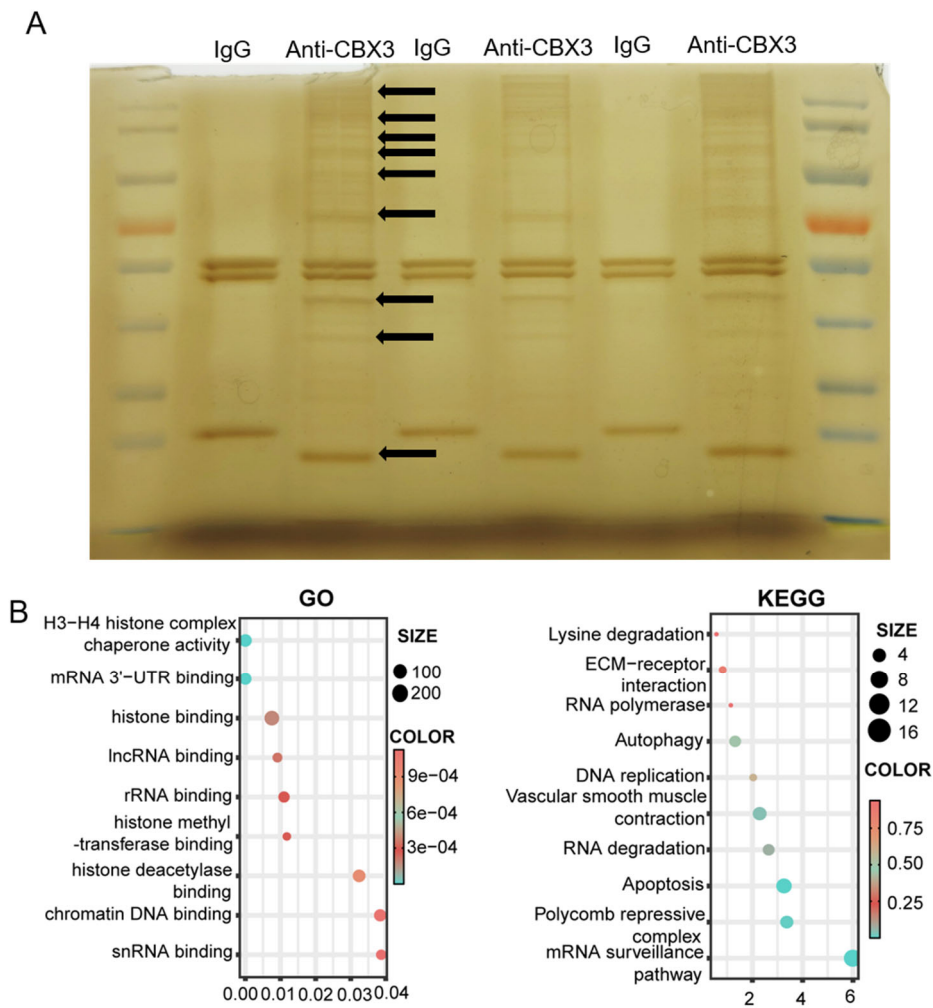 A
IgG Anti-CBX3 IgG Anti-CBX3 IgG Anti-CBX3
B
GO
H3−H4 histone complex
chaperone activity
mRNA 3'−UTR binding
histone binding
lncRNA binding
rRNA binding
histone methyl
-transferase binding
histone deacetylase
binding
chromatin DNA binding
snRNA binding
0.00 0.01 0.02 0.03 0.04
SIZE
100
200
COLOR
9e−04
6e−04
3e−04
KEGG
Lysine degradation
ECM−receptor
interaction
RNA polymerase
Autophagy
DNA replication
Vascular smooth muscle
contraction
RNA degradation
Apoptosis
Polycomb repressive
complex
mRNA surveillance
pathway
2 4 6
SIZE
4
8
12
16
COLOR
0.75
0.50
0.25